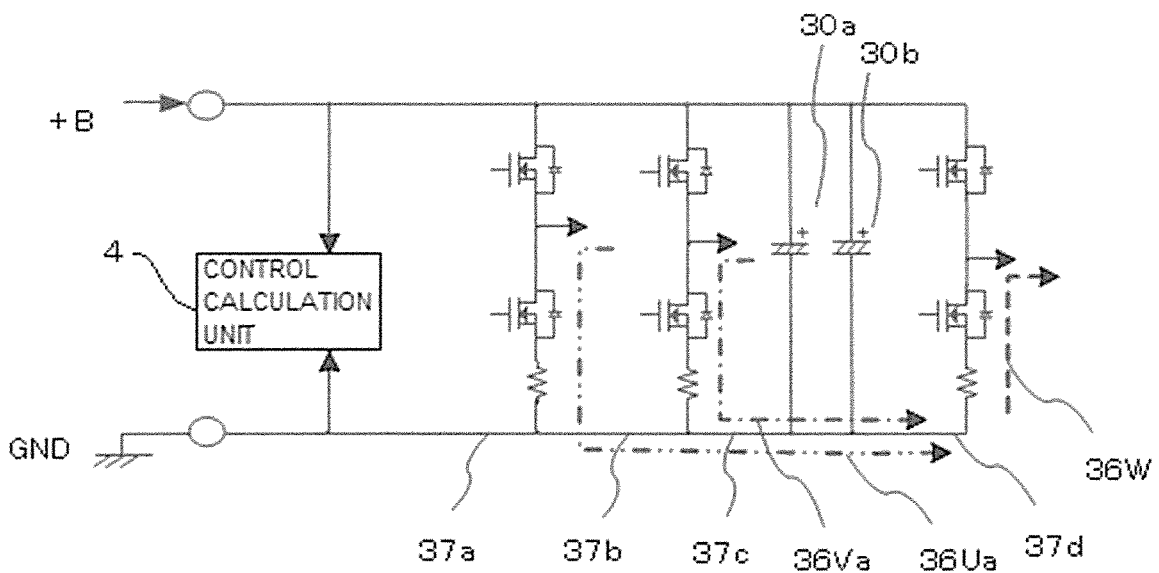 30a
30b
+B
+
+
4
CONTROL
CALCULATION
UNIT
GND
36W
37a
37b
37c
36Va
36Ua
37d